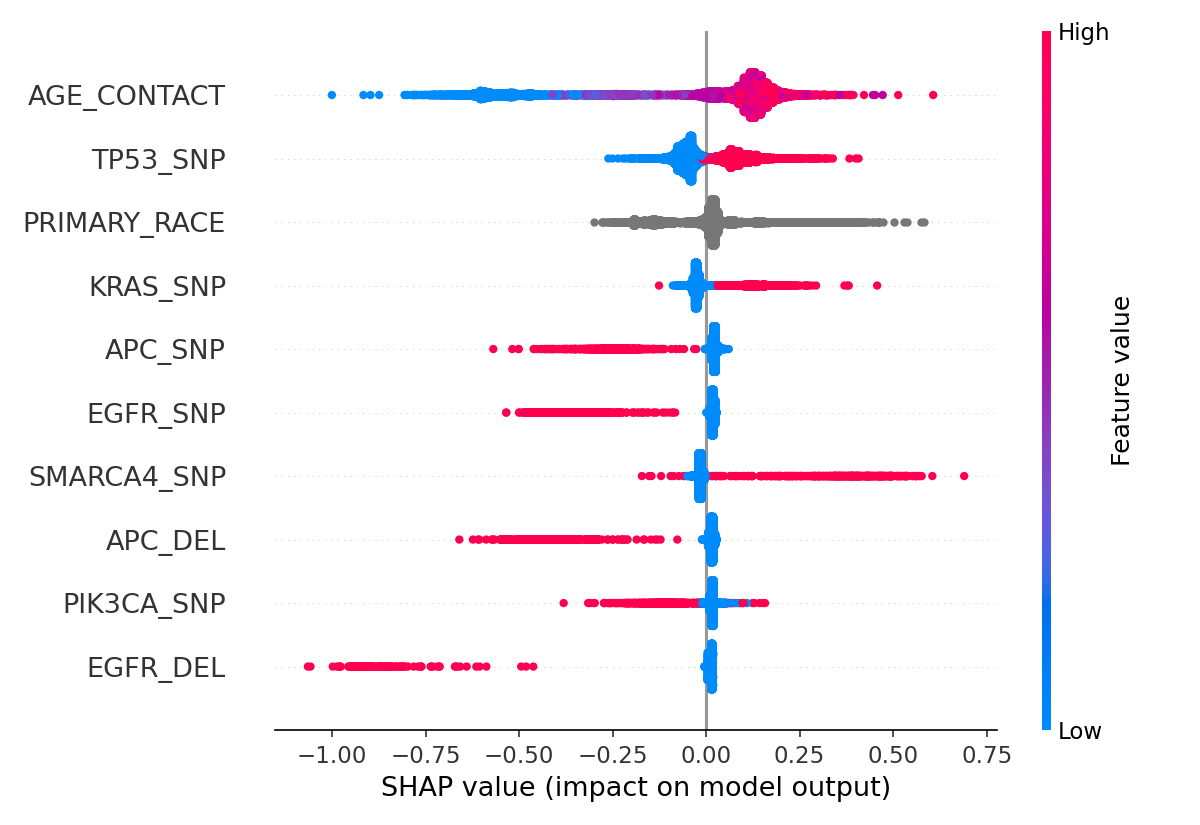 High
AGE_CONTACT
TP53_SNP
PRIMARY_RACE
KRAS_SNP
APC_SNP
EGFR_SNP
SMARCA4_SNP
APC_DEL
PIK3CA_SNP
EGFR_DEL
Feature value
Low
−1.00 −0.75 −0.50 −0.25 0.00 0.25 0.50 0.75
SHAP value (impact on model output)